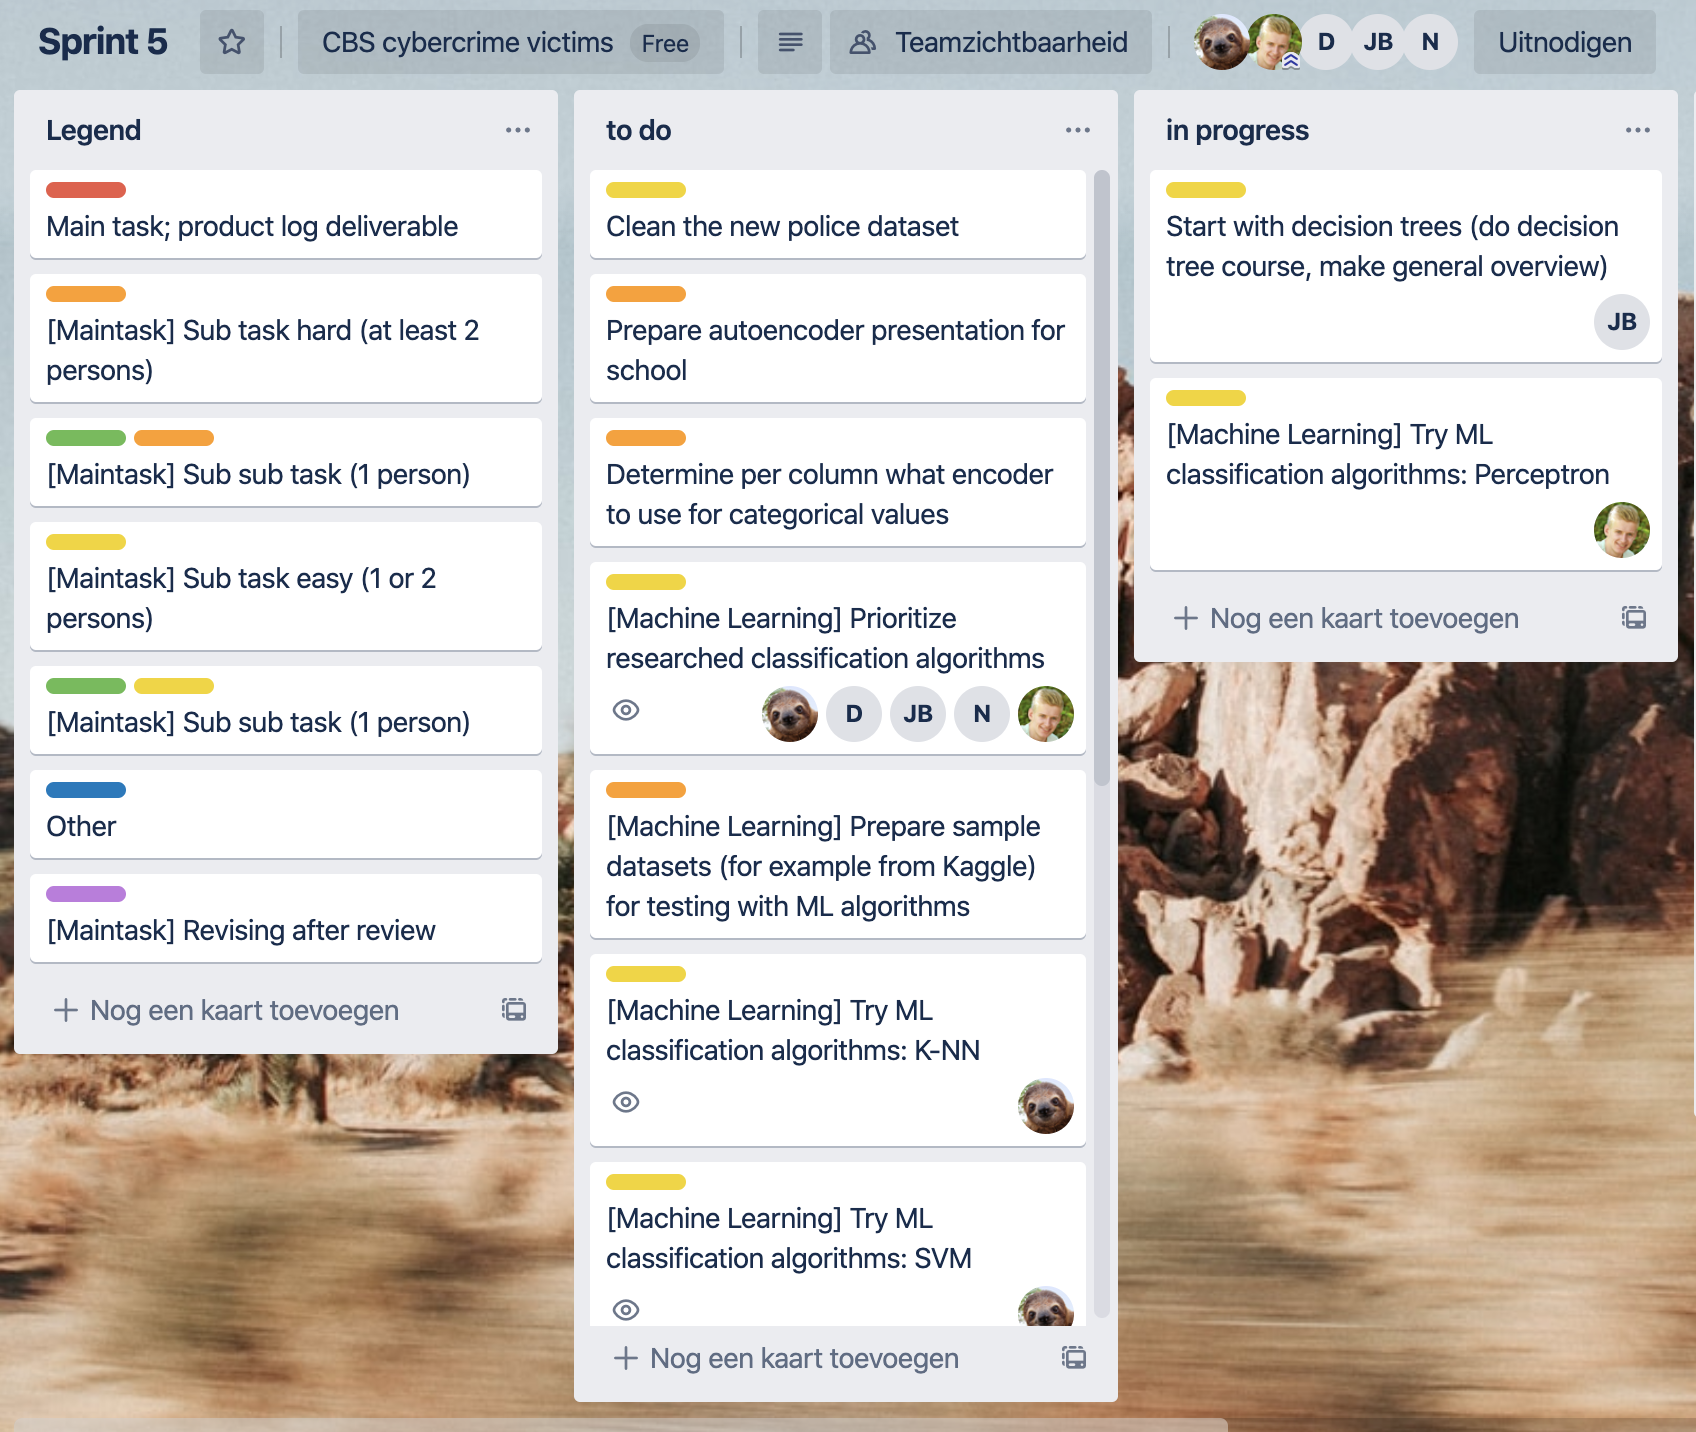 Sprint 5
CBS cybercrime victims Free
Teamzichtbaarheid
D JB N
Uitnodigen
Legend
Main task; product log deliverable
[Maintask] Sub task hard (at least 2
persons)
[Maintask] Sub sub task (1 person)
[Maintask] Sub task easy (1 or 2
persons)
[Maintask] Sub sub task (1 person)
Other
[Maintask] Revising after review
Nog een kaart toevoegen
to do
Clean the new police dataset
Prepare autoencoder presentation for
school
Determine per column what encoder
to use for categorical values
[Machine Learning] Prioritize
researched classification algorithms
D JB N
[Machine Learning] Prepare sample
datasets (for example from Kaggle)
for testing with ML algorithms
[Machine Learning] Try ML
classification algorithms: K-NN
[Machine Learning] Try ML
classification algorithms: SVM
Nog een kaart toevoegen
in progress
Start with decision trees (do decision
tree course, make general overview)
JB
[Machine Learning] Try ML
classification algorithms: Perceptron
Nog een kaart toevoegen